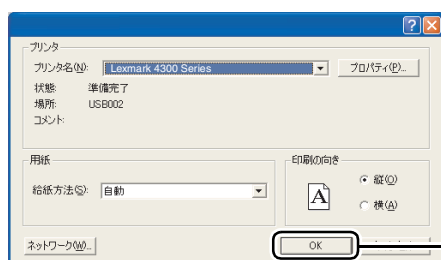 プリンタ
プリンタ名(N): Lexmark 4300 Series プロパティ(P)...
状態: 準備完了
場所: USB002
コメント:
用紙
給紙方法(S): 自動
印刷の向き
A
縦(O)
横(A)
ネットワーク(W)...
OK